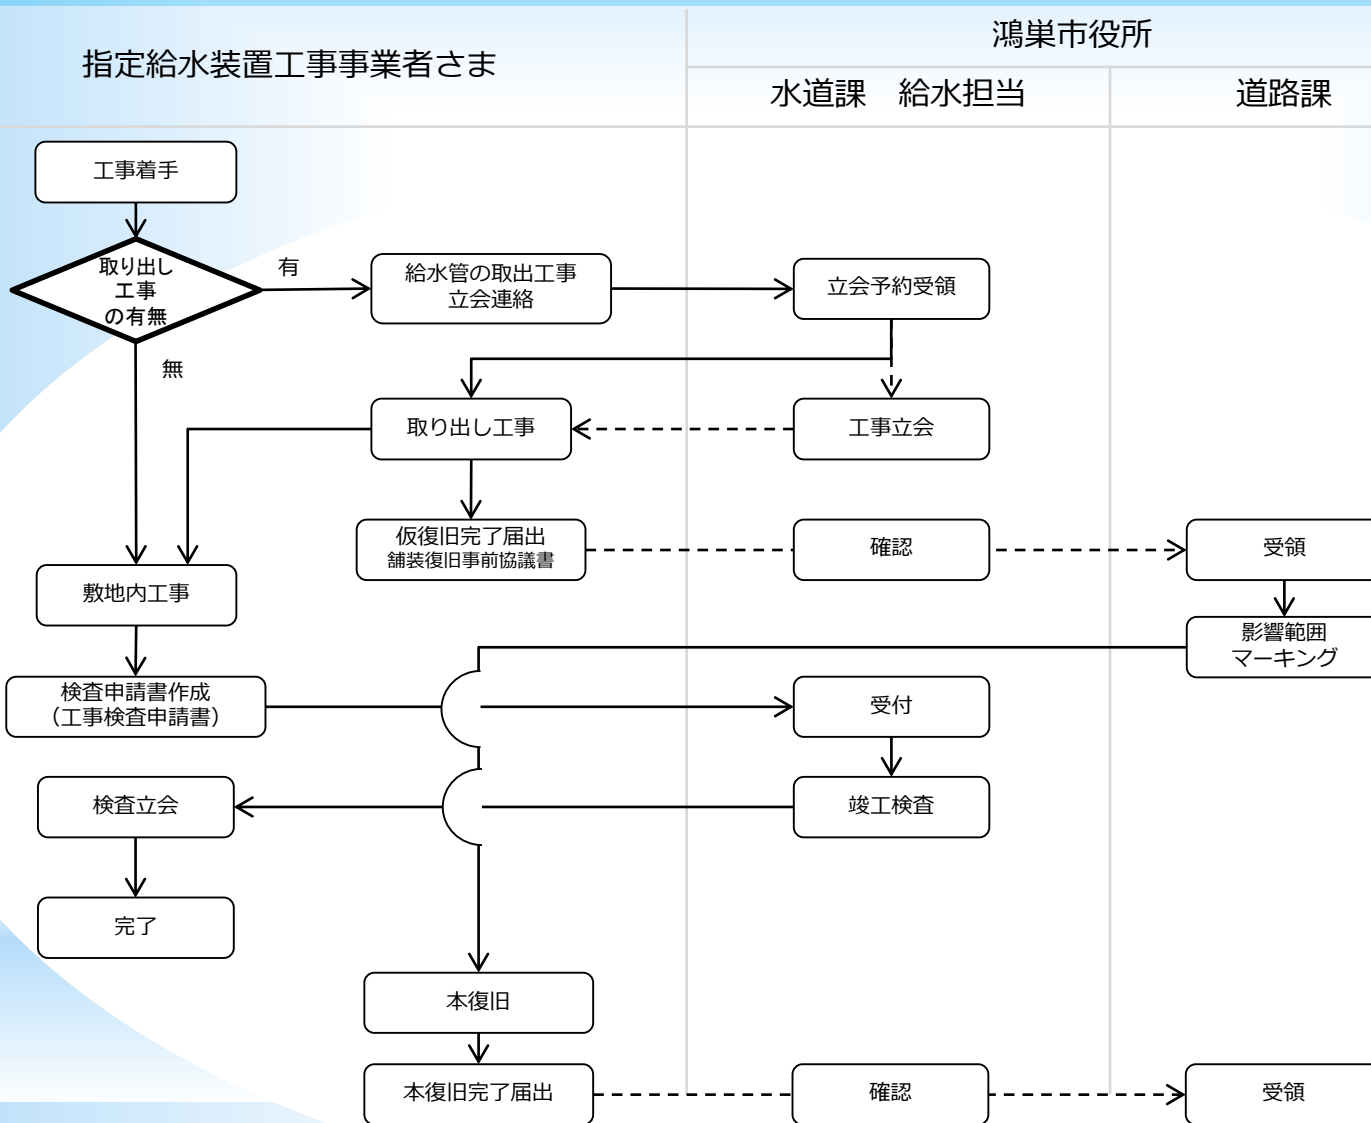 指定給水装置工事事業者さま
鴻巣市役所
水道課　給水担当
道路課
工事着手
取り出し
工事
の有無
有
給水管の取出工事
立会連絡
立会予約受領
無
取り出し工事
工事立会
仮復旧完了届出
舗装復旧事前協議書
確認
受領
敷地内工事
影響範囲
マーキング
検査申請書作成
（工事検査申請書）
受付
検査立会
竣工検査
完了
本復旧
本復旧完了届出
確認
受領